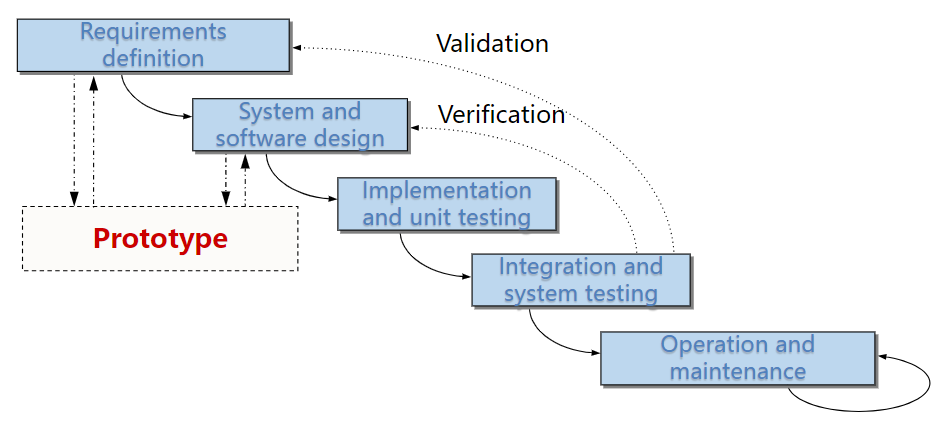 Requirements
definition
Validation
System and
software design
Verification
Implementation
and unit testing
Prototype
Integration and
system testing
Operation and
maintenance